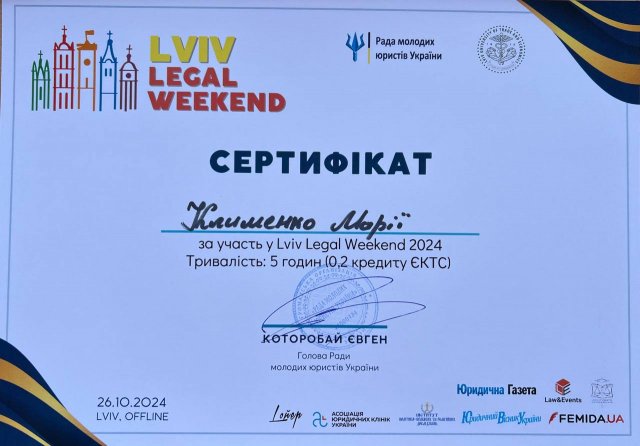 LVIV
LEGAL
WEEKEND
Рада молодих
юристів України
СЕРТИФІКАТ
Клименко Марії
за участь у Lviv Legal Weekend 2024
Тривалість: 5 годин (0,2 кредиту ЄКТС)
КОТОРОБАЙ ЄВГЕН
Голова Ради
молодих юристів України
26.10.2024
LVIV, OFFLINE
Лойер
АСОЦІАЦІЯ
ЮРИДИЧНИХ КЛІНІК
УКРАЇНИ
Юридична Газета
Law&Events
Юридичний Вісник України
FEMIDA.UA